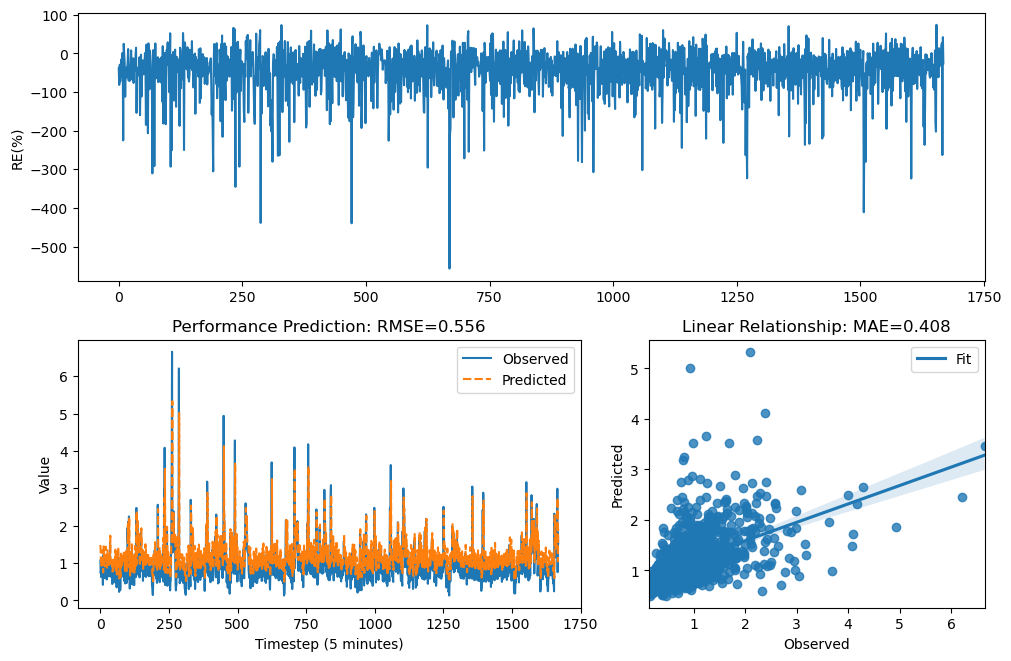 100
0
−100
−200
−300
−400
−500
RE(%)
0 250 500 750 1000 1250 1500 1750
Performance Prediction: RMSE=0.556
Observed
Predicted
6
5
4
3
2
1
0
Value
0 250 500 750 1000 1250 1500 1750
Timestep (5 minutes)
Linear Relationship: MAE=0.408
Fit
5
4
3
2
1
Predicted
1 2 3 4 5 6
Observed